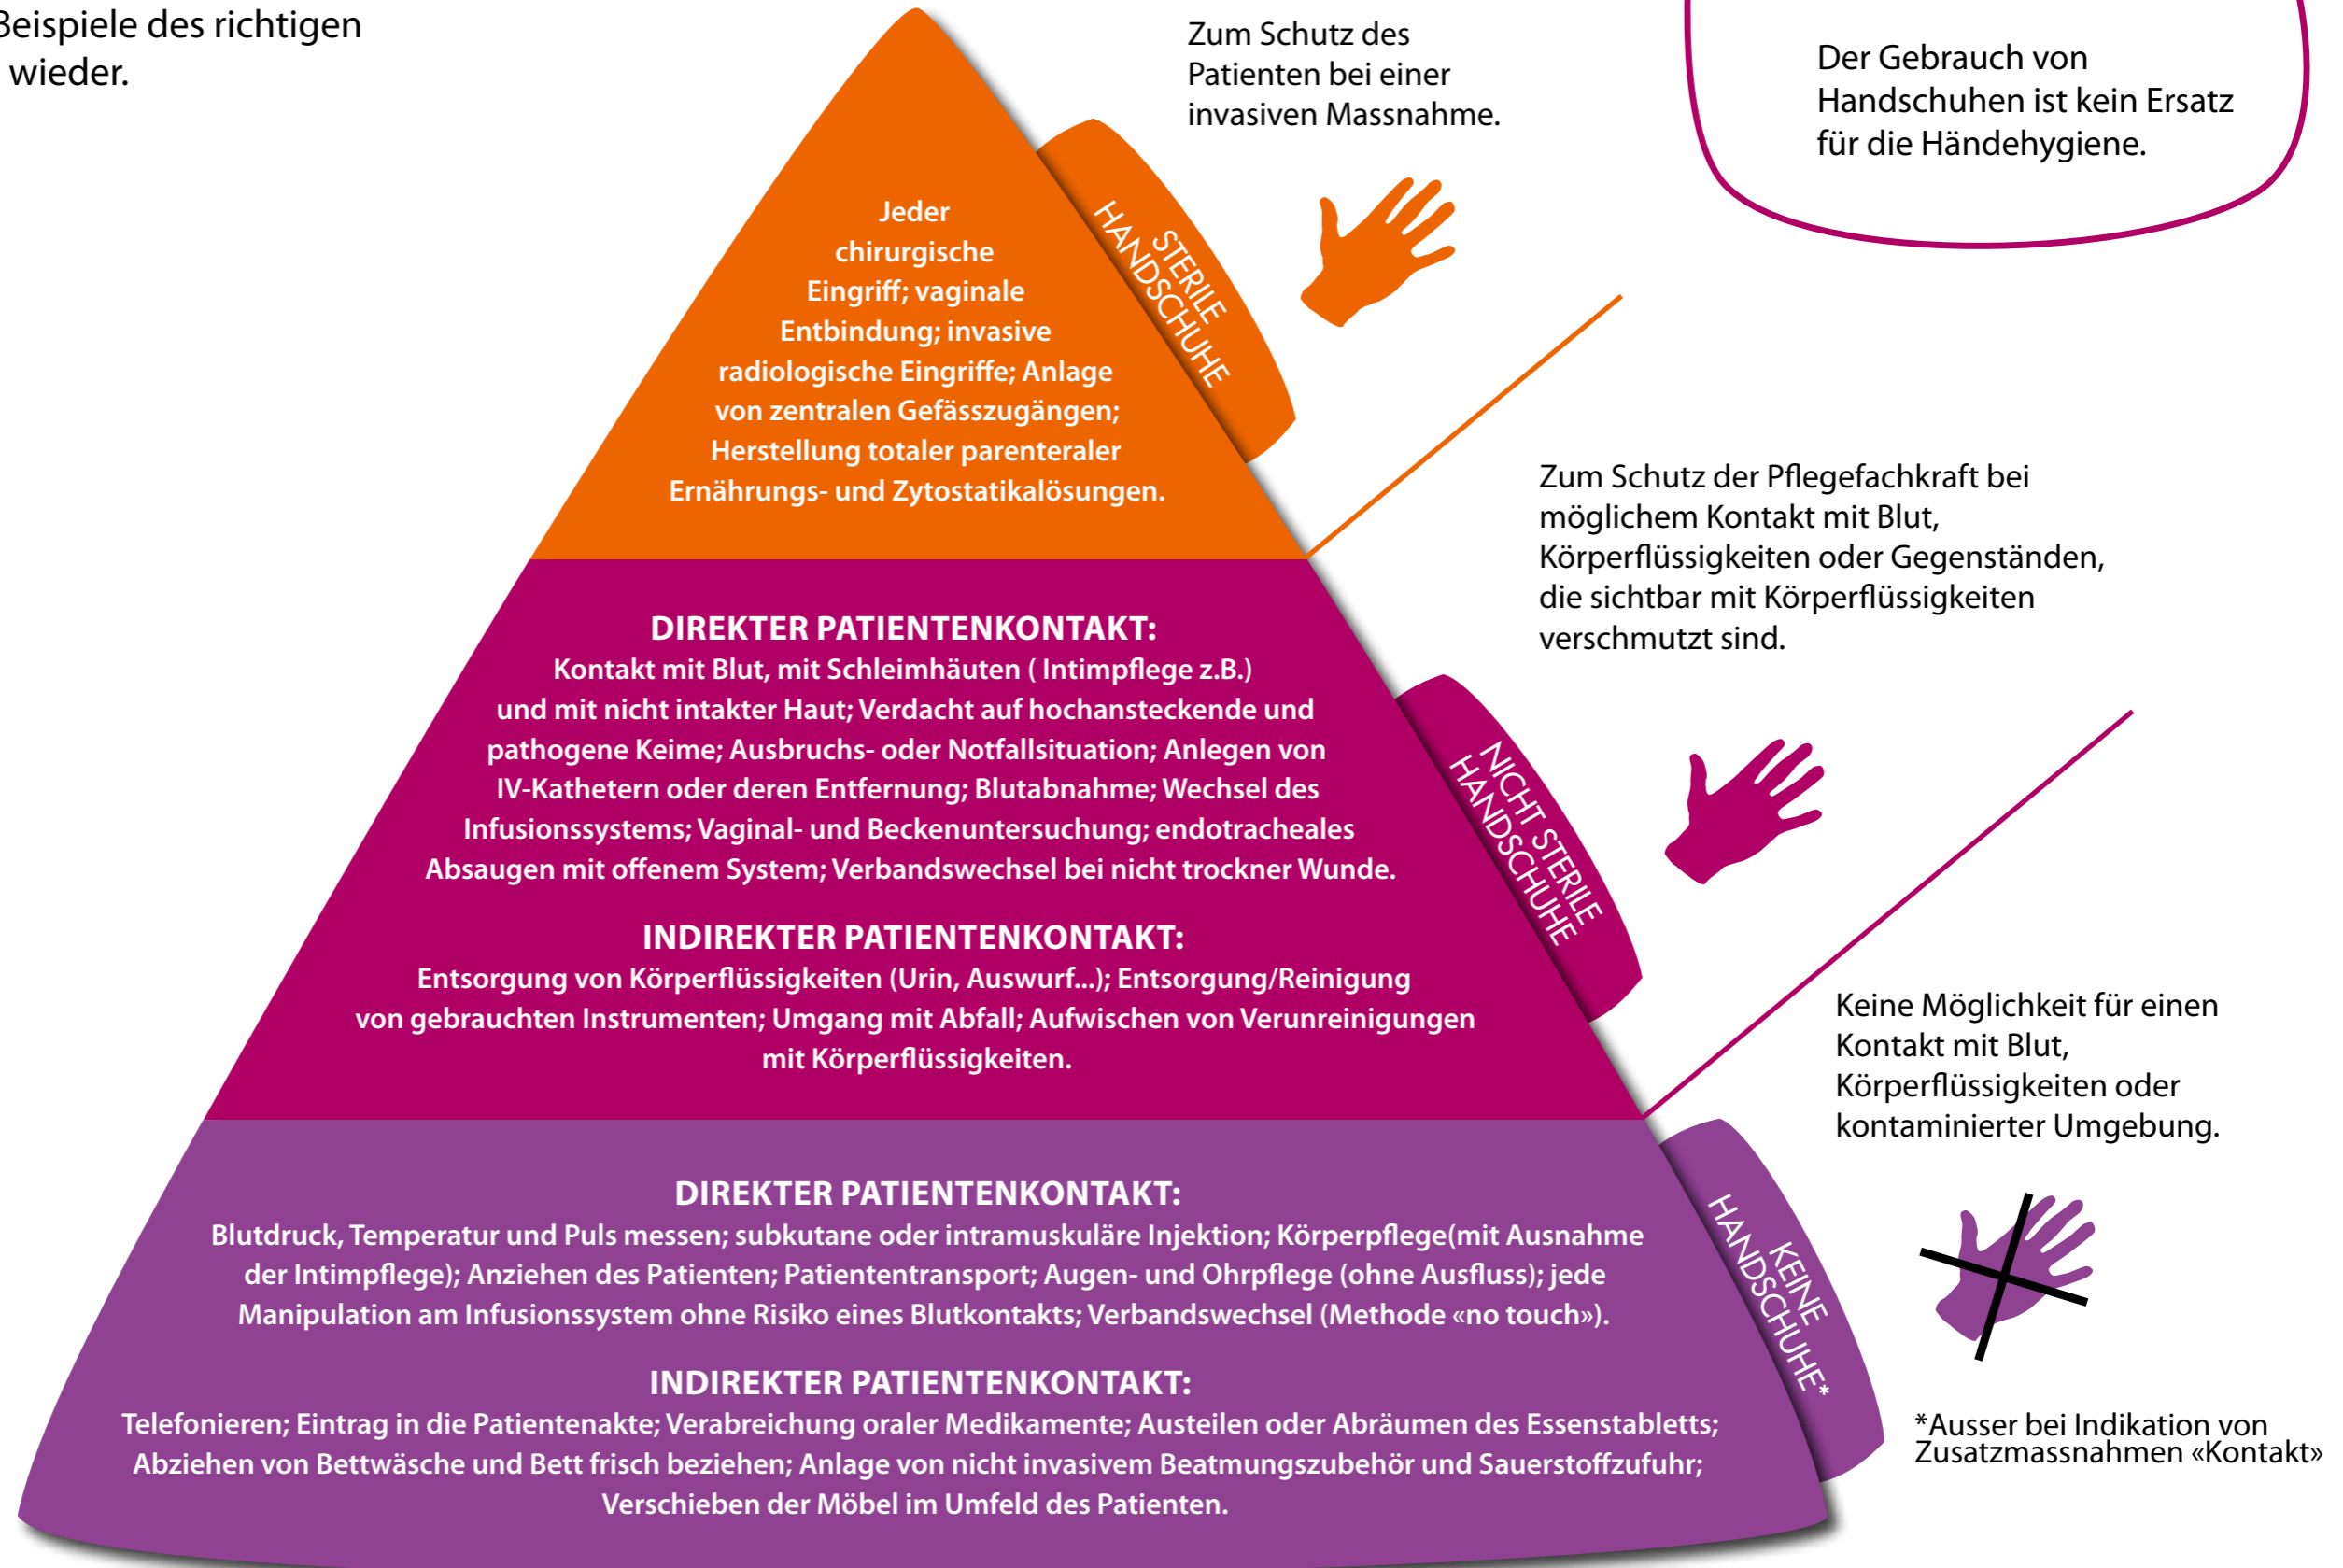 Beispiele des richtigen
wieder.
Zum Schutz des
Patienten bei einer
invasiven Massnahme.
Der Gebrauch von
Handschuhen ist kein Ersatz
für die Händehygiene.
Jeder
chirurgische
Eingriff; vaginale
Entbindung; invasive
radiologische Eingriffe; Anlage
von zentralen Gefässzugängen;
Herstellung totaler parenteraler
Ernährungs- und Zytostatikalösungen.
STERILE
HANDSCHUHE
Zum Schutz der Pflegefachkraft bei
möglichem Kontakt mit Blut,
Körperflüssigkeiten oder Gegenständen,
die sichtbar mit Körperflüssigkeiten
verschmutzt sind.
DIREKTER PATIENTENKONTAKT:
Kontakt mit Blut, mit Schleimhäuten ( Intimpflege z.B.)
und mit nicht intakter Haut; Verdacht auf hochansteckende und
pathogene Keime; Ausbruchs- oder Notfallsituation; Anlegen von
IV-Kathetern oder deren Entfernung; Blutabnahme; Wechsel des
Infusionssystems; Vaginal- und Beckenuntersuchung; endotracheales
Absaugen mit offenem System; Verbandswechsel bei nicht trockner Wunde.
INDIREKTER PATIENTENKONTAKT:
Entsorgung von Körperflüssigkeiten (Urin, Auswurf...); Entsorgung/Reinigung
von gebrauchten Instrumenten; Umgang mit Abfall; Aufwischen von Verunreinigungen
mit Körperflüssigkeiten.
NICHT STERILE
HANDSCHUHE
Keine Möglichkeit für einen
Kontakt mit Blut,
Körperflüssigkeiten oder
kontaminierter Umgebung.
DIREKTER PATIENTENKONTAKT:
Blutdruck, Temperatur und Puls messen; subkutane oder intramuskuläre Injektion; Körperpflege(mit Ausnahme
der Intimpflege); Anziehen des Patienten; Patiententransport; Augen- und Ohrpflege (ohne Ausfluss); jede
Manipulation am Infusionssystem ohne Risiko eines Blutkontakts; Verbandswechsel (Methode «no touch»).
INDIREKTER PATIENTENKONTAKT:
Telefonieren; Eintrag in die Patientenakte; Verabreichung oraler Medikamente; Austeilen oder Abräumen des Essenstabletts;
Abziehen von Bettwäsche und Bett frisch beziehen; Anlage von nicht invasivem Beatmungszubehör und Sauerstoffzufuhr;
Verschieben der Möbel im Umfeld des Patienten.
KEINE
HANDSCHUHE*
*Ausser bei Indikation von
Zusatzmassnahmen «Kontakt»